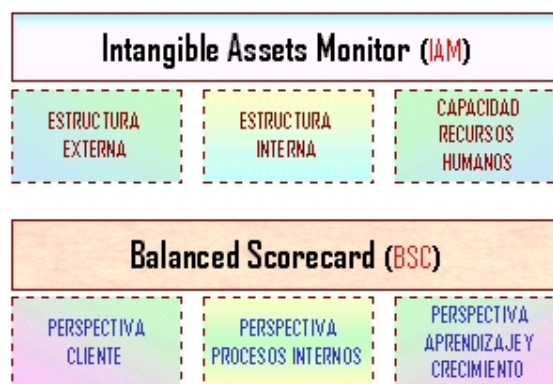 Intangible Assets Monitor (IAM)
ESTRUCTURA
EXTERNA
ESTRUCTURA
INTERNA
CAPACIDAD
RECURSOS
HUMANOS
Balanced Scorecard (BSC)
PERSPECTIVA
CLIENTE
PERSPECTIVA
PROCESOS INTERNOS
PERSPECTIVA
APRENDIZAJE Y
CRECIMIENTO